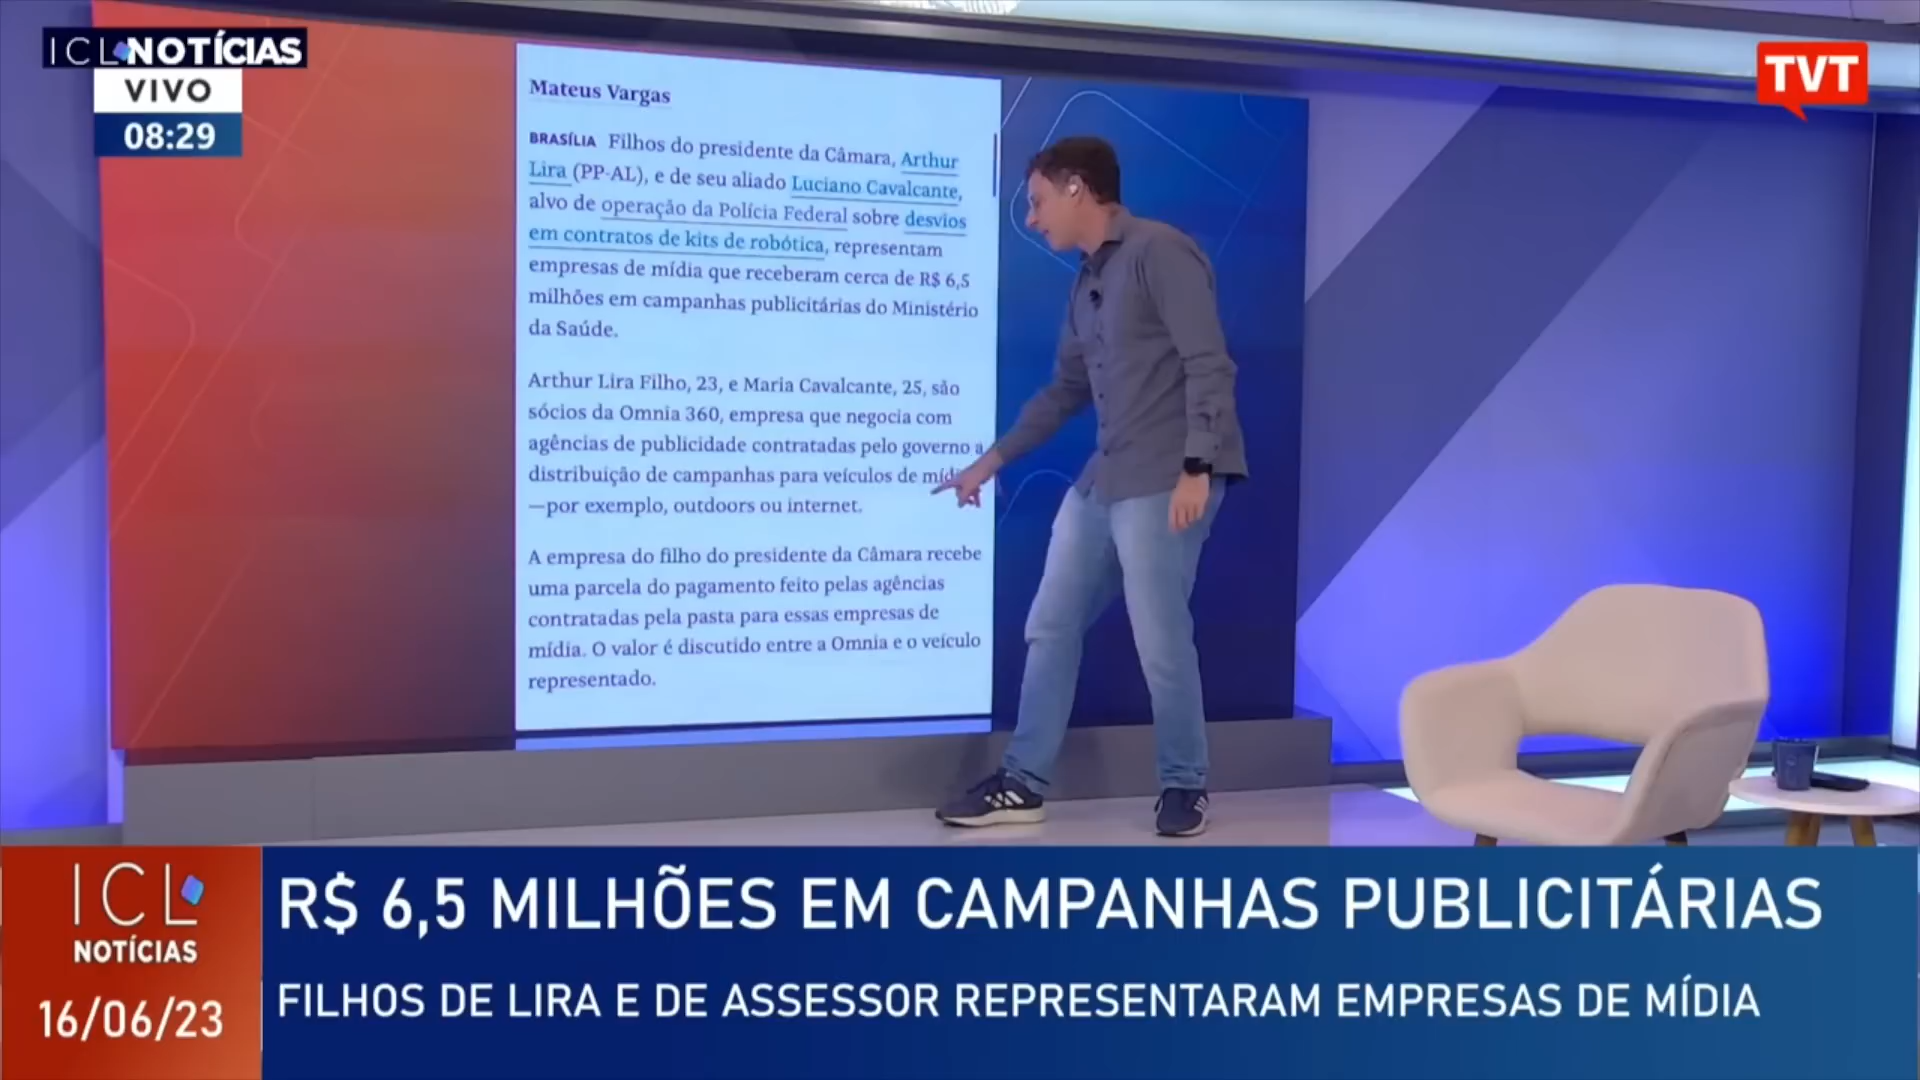 ICL NOTÍCIAS
VIVO
08:29
TVT
Mateus Vargas
BRASÍLIA Filhos do presidente da Câmara, Arthur
Lira (PP-AL), e de seu aliado Luciano Cavalcante,
alvo de operação da Polícia Federal sobre desvios
em contratos de kits de robótica, representam
empresas de mídia que receberam cerca de R$ 6,5
milhões em campanhas publicitárias do Ministério
da Saúde.
Arthur Lira Filho, 23, e Maria Cavalcante, 25, são
sócios da Omnia 360, empresa que negocia com
agências de publicidade contratadas pelo governo a
distribuição de campanhas para veículos de
—por exemplo, outdoors ou internet.
A empresa do filho do presidente da Câmara recebe
uma parcela do pagamento feito pelas agências
contratadas pela pasta para essas empresas de
mídia. O valor é discutido entre a Omnia e o veículo
representado.
ICL
NOTÍCIAS
16/06/23
R$ 6,5 MILHÕES EM CAMPANHAS PUBLICITÁRIAS
FILHOS DE LIRA E DE ASSESSOR REPRESENTARAM EMPRESAS DE MÍDIA